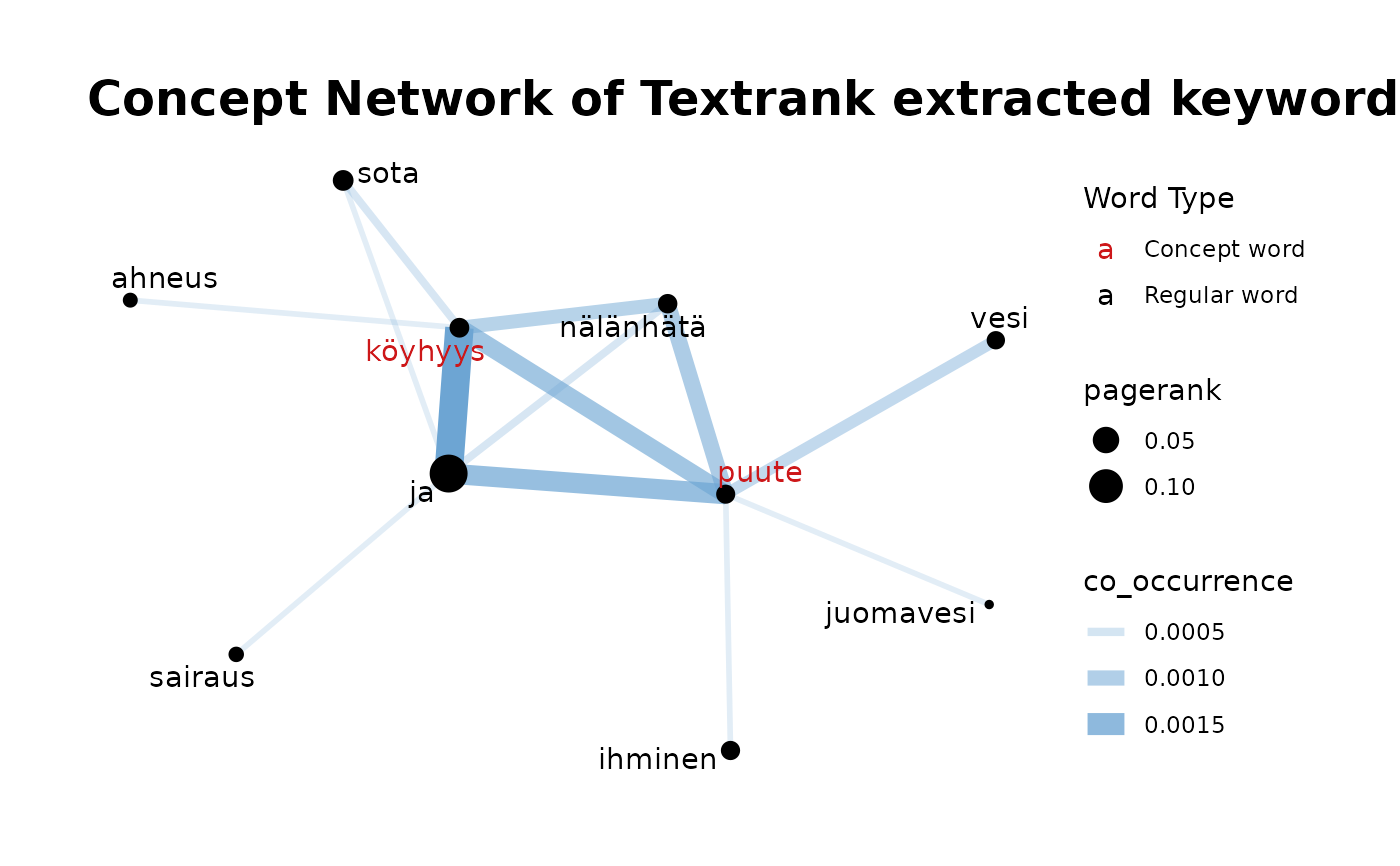 Concept Network of Textrank extracted keyword
sota
ahneus
nälänhätä
köyhyys
vesi
puute
ja
juomavesi
sairaus
ihminen
Word Type
a Concept word
a Regular word
pagerank
0.05
0.10
co_occurrence
0.0005
0.0010
0.0015